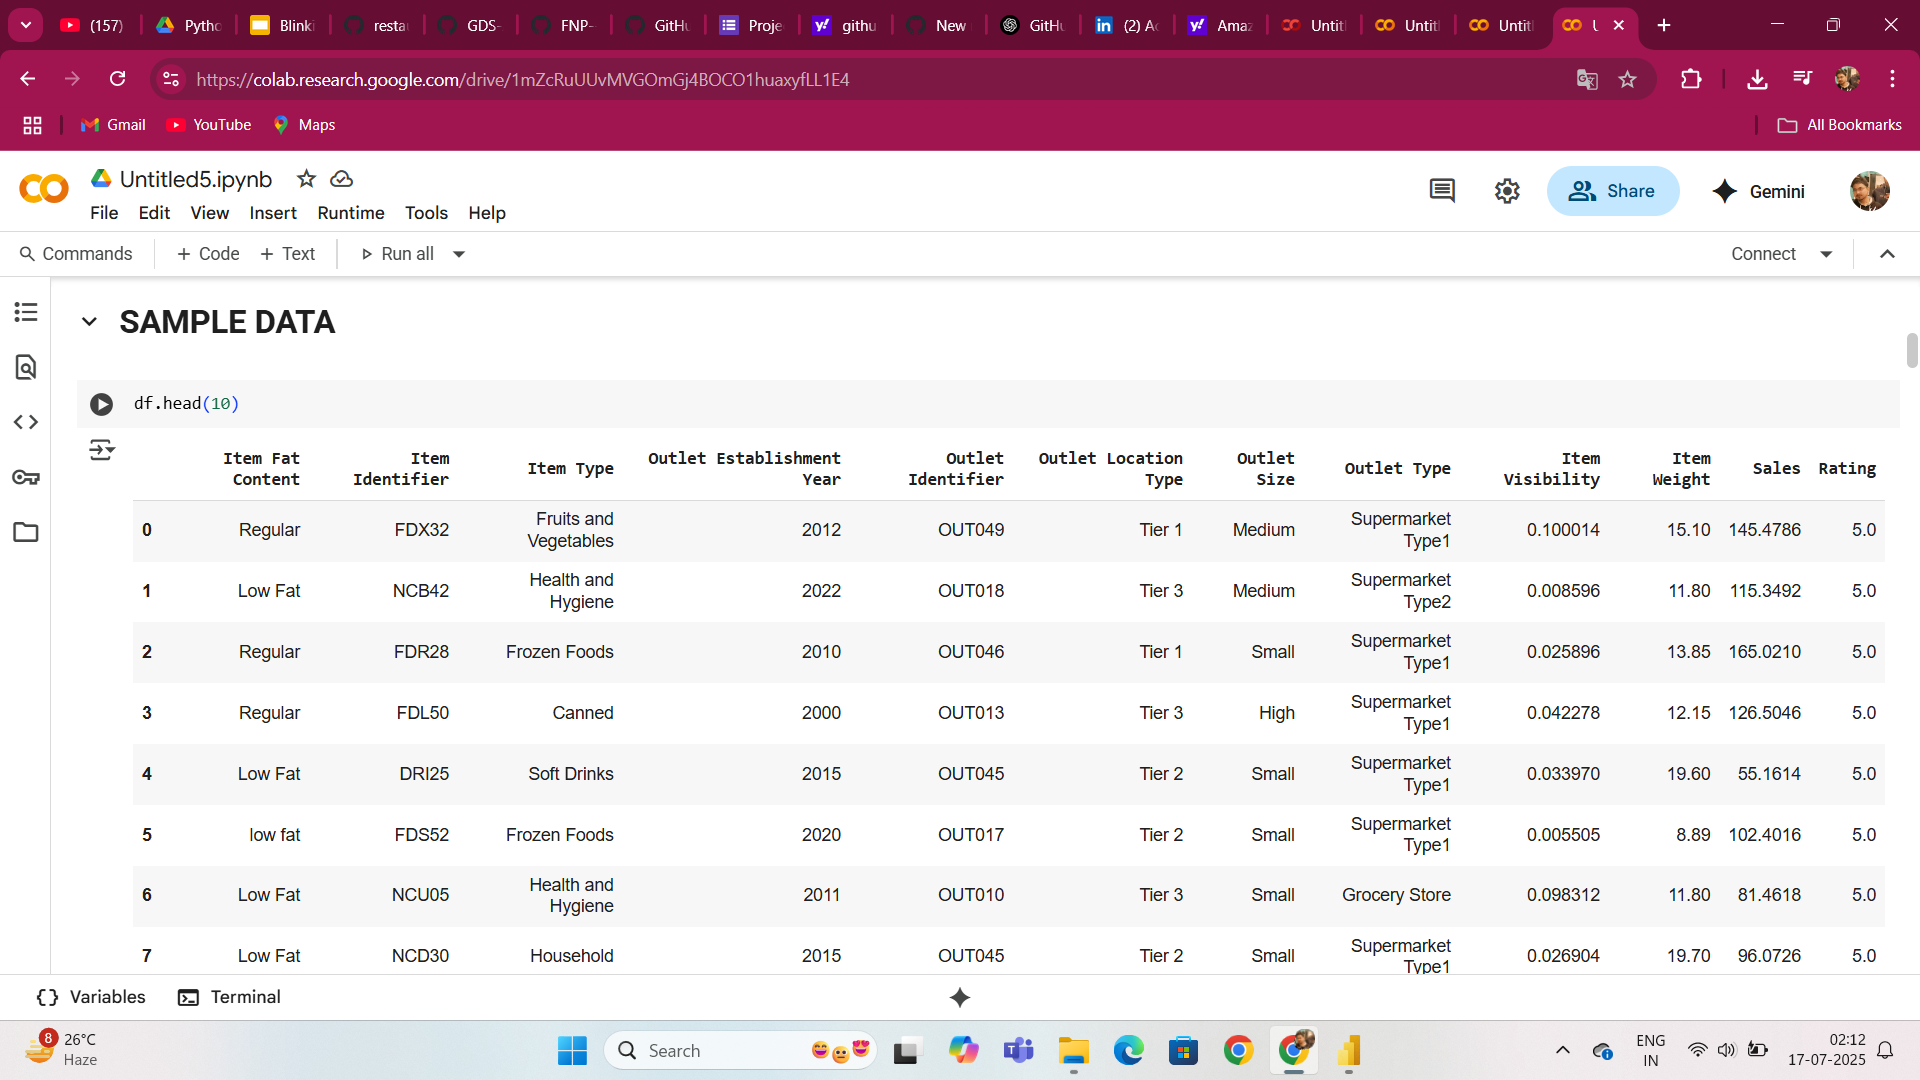 (157)
Pytho
Blinki
restau
GDS-
FNP-
GitHu
Proje
githu
New
GitHu
(2) Ac
Amaz
Untitl
Untitl
Untitl
U
https://colab.research.google.com/drive/1mZcRuUUvMVGOmGj4BOCO1huaxyfLL1E4
Gmail
YouTube
Maps
All Bookmarks
Untitled5.ipynb
File Edit View Insert Runtime Tools Help
Share
Gemini
Commands
+ Code + Text
Run all
Connect
SAMPLE DATA
df.head(10)
Item Fat Content Item Identifier Item Type Outlet Establishment Year Outlet Identifier Outlet Location Type Outlet Size Outlet Type Item Visibility Item Weight Sales Rating
0 Regular FDX32 Fruits and Vegetables 2012 OUT049 Tier 1 Medium Supermarket Type1 0.100014 15.10 145.4786 5.0
1 Low Fat NCB42 Health and Hygiene 2022 OUT018 Tier 3 Medium Supermarket Type2 0.008596 11.80 115.3492 5.0
2 Regular FDR28 Frozen Foods 2010 OUT046 Tier 1 Small Supermarket Type1 0.025896 13.85 165.0210 5.0
3 Regular FDL50 Canned 2000 OUT013 Tier 3 High Supermarket Type1 0.042278 12.15 126.5046 5.0
4 Low Fat DRI25 Soft Drinks 2015 OUT045 Tier 2 Small Supermarket Type1 0.033970 19.60 55.1614 5.0
5 low fat FDS52 Frozen Foods 2020 OUT017 Tier 2 Small Supermarket Type1 0.005505 8.89 102.4016 5.0
6 Low Fat NCU05 Health and Hygiene 2011 OUT010 Tier 3 Small Grocery Store 0.098312 11.80 81.4618 5.0
7 Low Fat NCD30 Household 2015 OUT045 Tier 2 Small Supermarket Type1 0.026904 19.70 96.0726 5.0
Variables
Terminal
8
26°C
Haze
Search
ENG
IN
02:12
17-07-2025